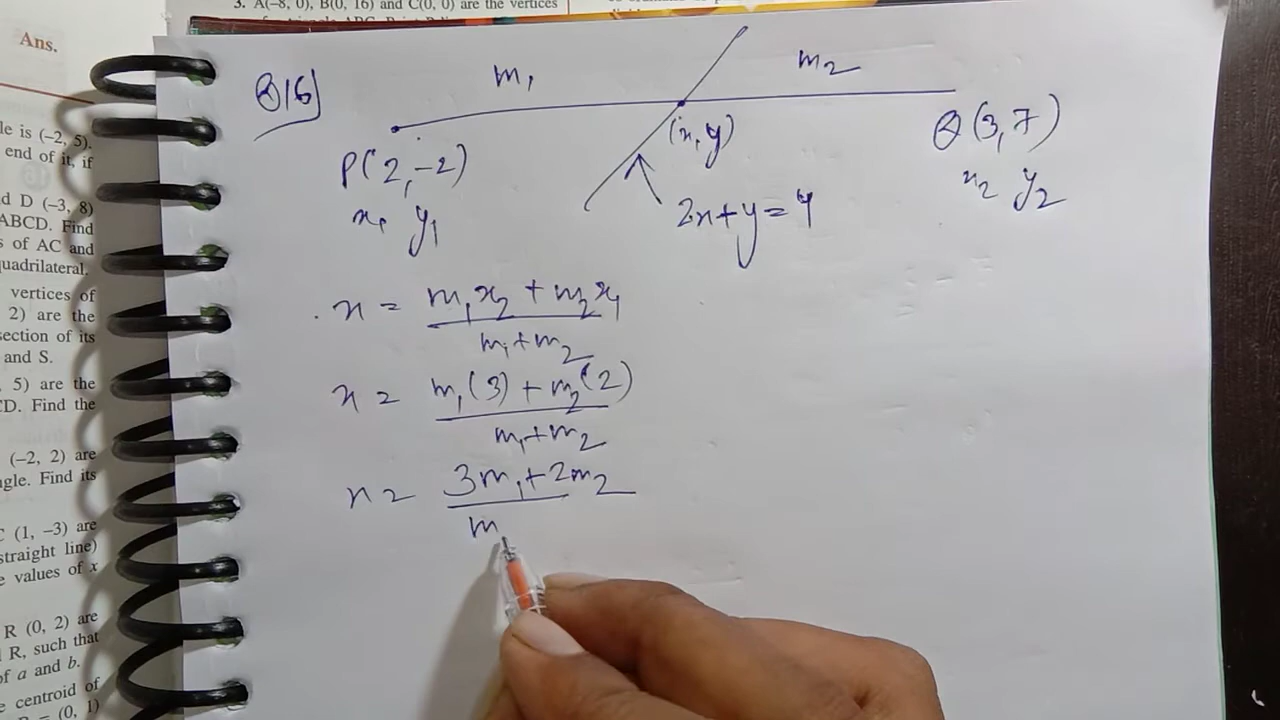 3. A(-8, 0), B(0, 16) and C(0, 0) are the vertices
Ans.
le is (-2, 5).
end of it, if
d D (-3, 8)
ABCD. Find
s of AC and
quadrilateral.
vertices of
2) are the
section of its
and S.
, 5) are the
CD. Find the
(-2, 2) are
ngle. Find its
C (1, -3) are
straight line)
e values of x
R (0, 2) are
R, such that
of a and b.
e centroid of
= (0, 1)
Q16)
m₁ m₂
(x, y)
P(2, -2) Q(3, 7)
x₁ y₁ x₂ y₂
2x+y=4
x = m₁x₂ + m₂x₁
m₁+m₂
x = m₁(3) + m₂(2)
m₁+m₂
x = 3m₁+2m₂
m